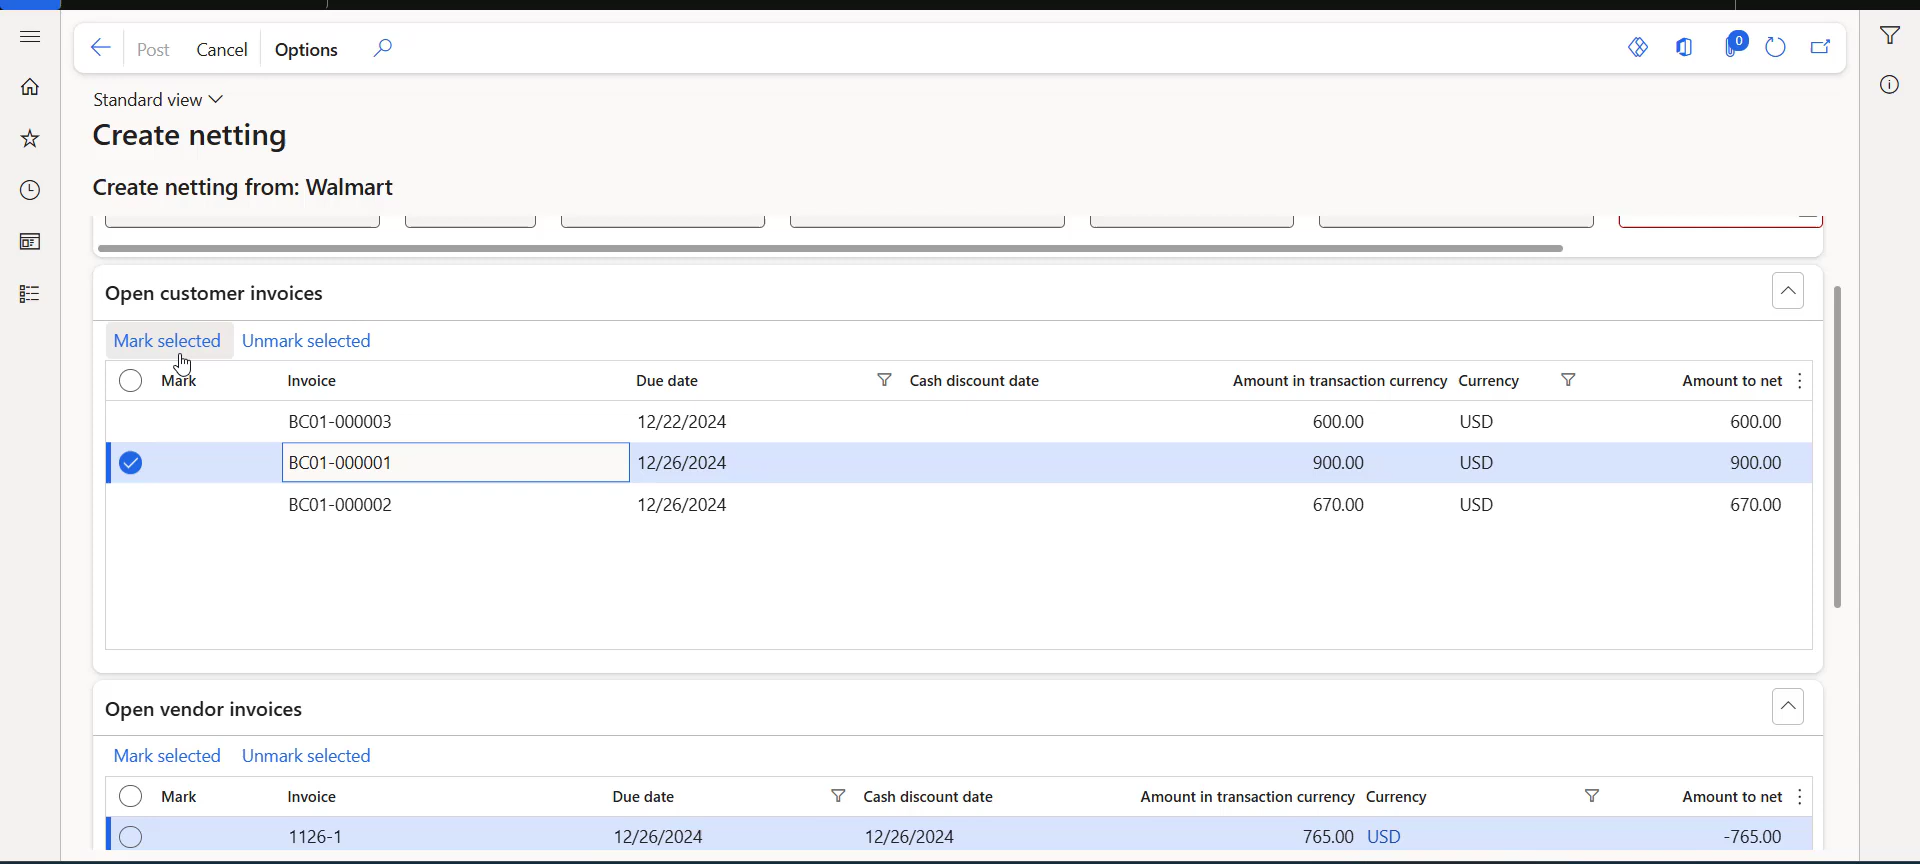 Post Cancel Options 0
Standard view
Create netting
Create netting from: Walmart
Open customer invoices
Mark selected Unmark selected
Mark Invoice Due date Cash discount date Amount in transaction currency Currency Amount to net
BC01-000003 12/22/2024 600.00 USD 600.00
BC01-000001 12/26/2024 900.00 USD 900.00
BC01-000002 12/26/2024 670.00 USD 670.00
Open vendor invoices
Mark selected Unmark selected
Mark Invoice Due date Cash discount date Amount in transaction currency Currency Amount to net
1126-1 12/26/2024 12/26/2024 765.00 USD -765.00